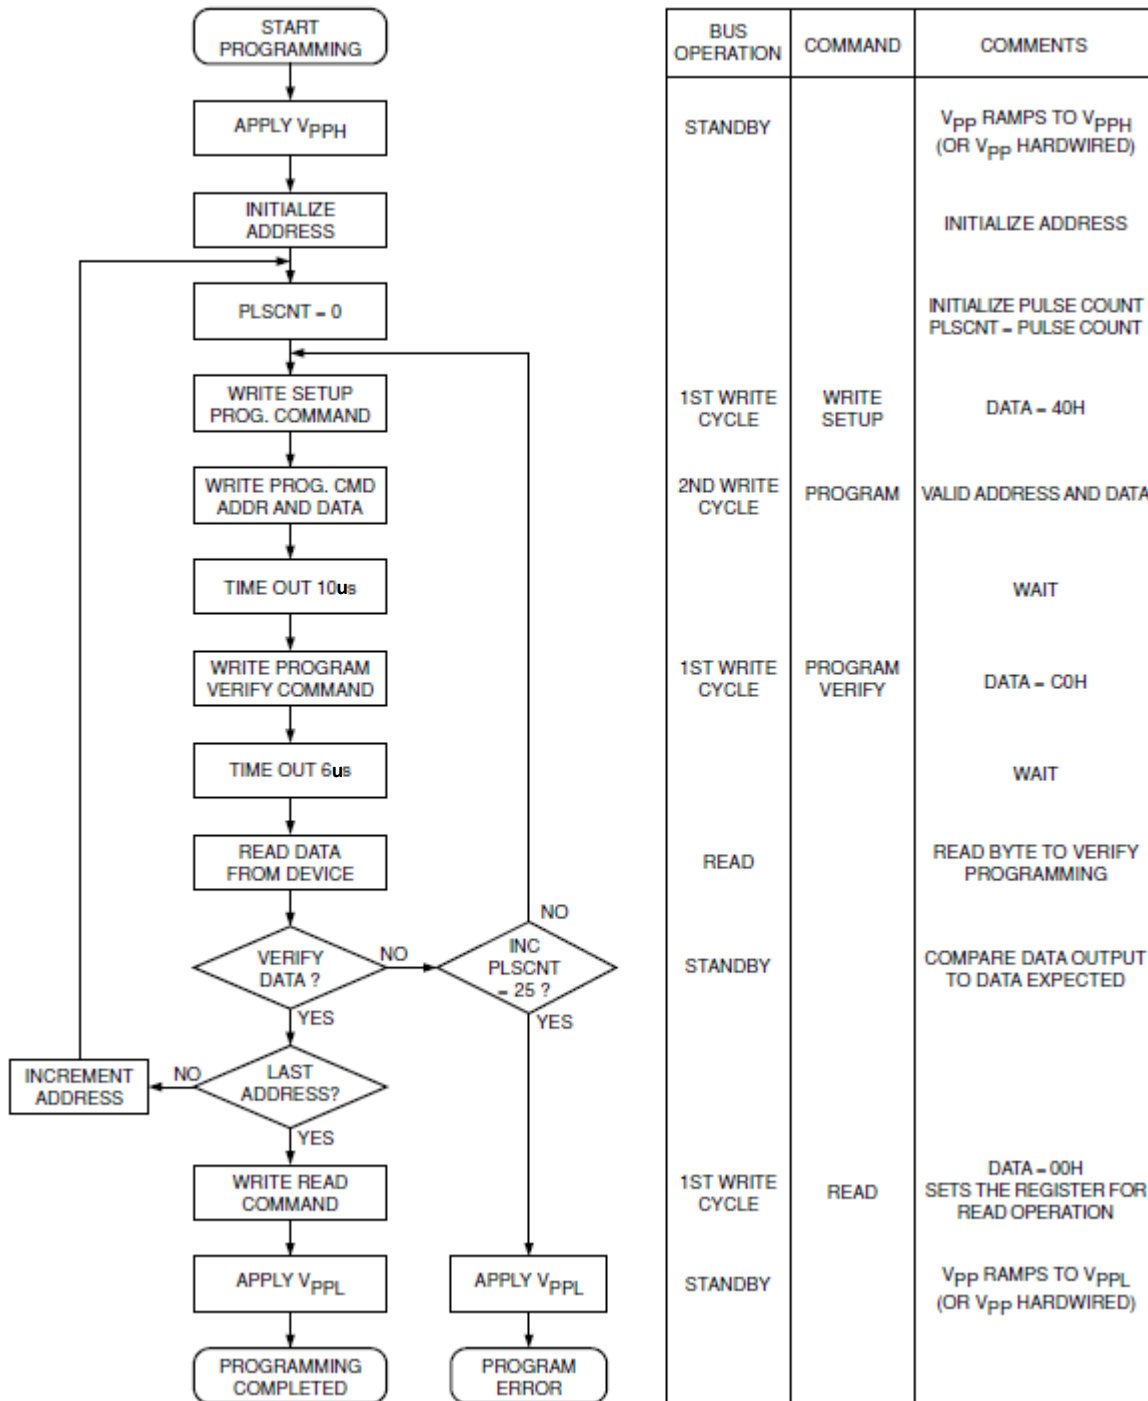 START
PROGRAMMING
APPLY VPPH
INITIALIZE
ADDRESS
PLSCNT = 0
WRITE SETUP
PROG. COMMAND
WRITE PROG. CMD
ADDR AND DATA
TIME OUT 10us
WRITE PROGRAM
VERIFY COMMAND
TIME OUT 6us
READ DATA
FROM DEVICE
VERIFY
DATA ?
NO
YES
INC
PLSCNT
= 25 ?
NO
YES
LAST
ADDRESS?
NO
YES
INCREMENT
ADDRESS
WRITE READ
COMMAND
APPLY VPPL
APPLY VPPL
PROGRAMMING
COMPLETED
PROGRAM
ERROR
BUS
OPERATION
COMMAND
COMMENTS
STANDBY
VPP RAMPS TO VPPH
(OR VPP HARDWIRED)
INITIALIZE ADDRESS
INITIALIZE PULSE COUNT
PLSCNT = PULSE COUNT
1ST WRITE
CYCLE
WRITE
SETUP
DATA = 40H
2ND WRITE
CYCLE
PROGRAM
VALID ADDRESS AND DATA
WAIT
1ST WRITE
CYCLE
PROGRAM
VERIFY
DATA = C0H
WAIT
READ
READ BYTE TO VERIFY
PROGRAMMING
STANDBY
COMPARE DATA OUTPUT
TO DATA EXPECTED
1ST WRITE
CYCLE
READ
DATA = 00H
SETS THE REGISTER FOR
READ OPERATION
STANDBY
VPP RAMPS TO VPPL
(OR VPP HARDWIRED)